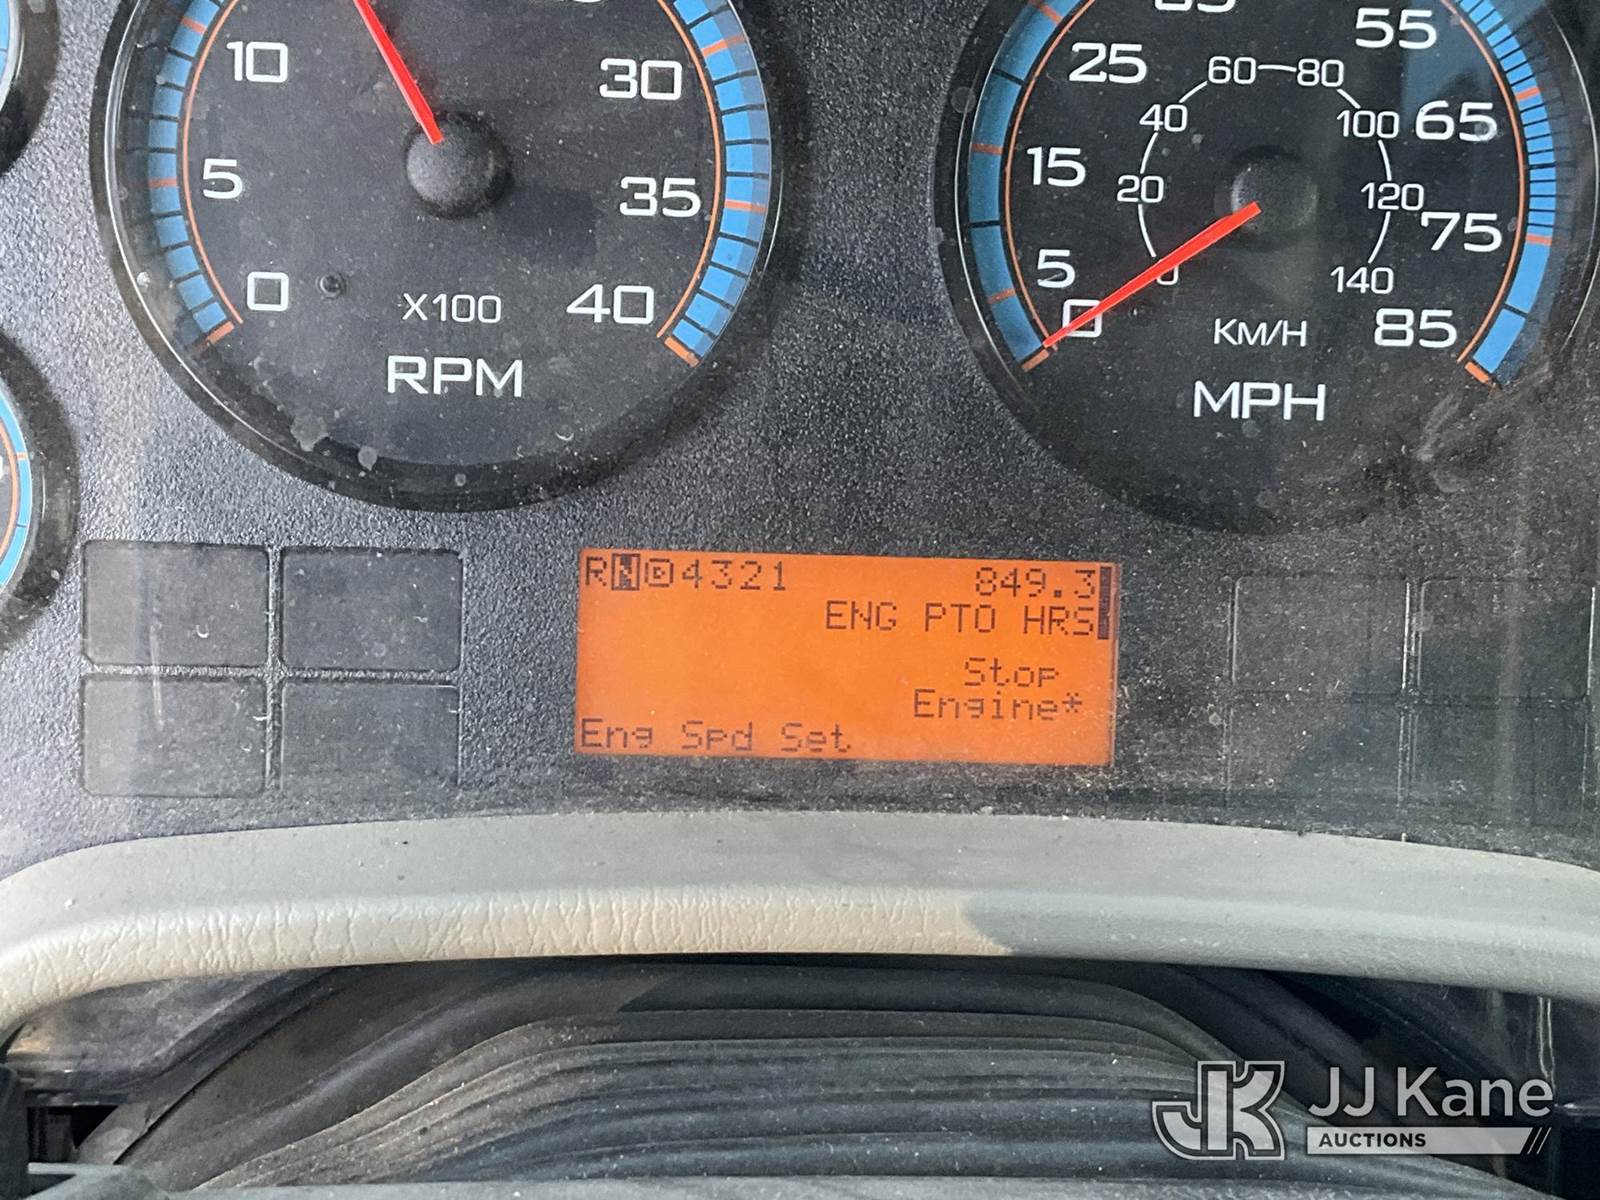 10
30
5
35
0
40
X100
RPM
25
55
60
80
40
100
65
15
20
120
75
5
0
140
0
85
KM/H
MPH
RND4321 849.3
ENG PTO HRS
Stop
Engine*
Eng Spd Set
JK JJ Kane
AUCTIONS